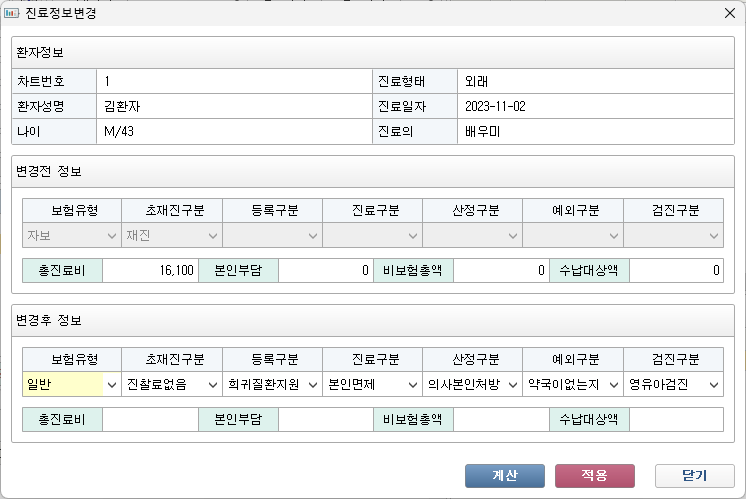 진료정보변경
환자정보
차트번호 1 진료형태 외래
환자성명 김환자 진료일자 2023-11-02
나이 M/43 진료의 배우미
변경전 정보
보험유형 초재진구분 등록구분 진료구분 산정구분 예외구분 검진구분
자보 재진
총진료비 16,100 본인부담 0 비보험총액 0 수납대상액 0
변경후 정보
보험유형 초재진구분 등록구분 진료구분 산정구분 예외구분 검진구분
일반 진찰료없음 희귀질환지원 본인면제 의사본인처방 약국이없는지 영유아검진
총진료비 본인부담 비보험총액 수납대상액
계산 적용 닫기